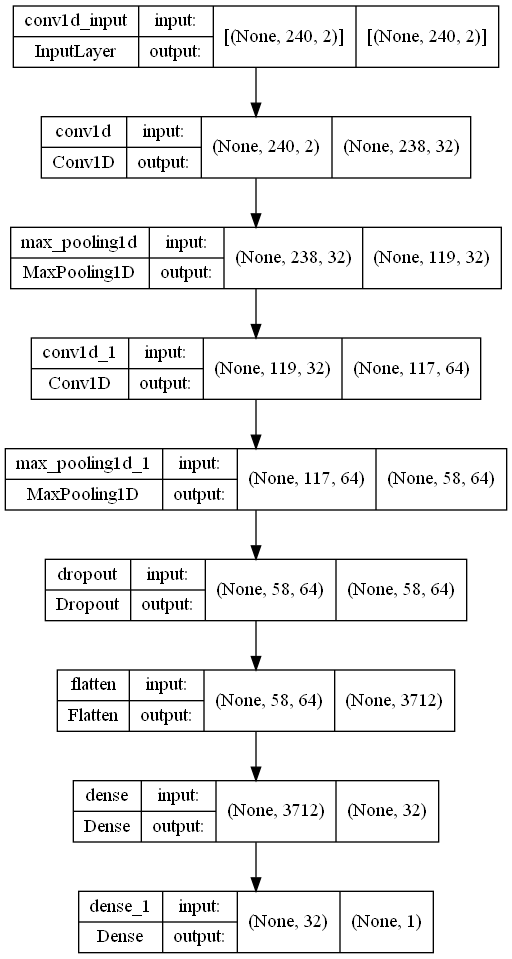 conv1d_input input: [(None, 240, 2)] [(None, 240, 2)]
InputLayer output:
conv1d input: (None, 240, 2) (None, 238, 32)
Conv1D output:
max_pooling1d input: (None, 238, 32) (None, 119, 32)
MaxPooling1D output:
conv1d_1 input: (None, 119, 32) (None, 117, 64)
Conv1D output:
max_pooling1d_1 input: (None, 117, 64) (None, 58, 64)
MaxPooling1D output:
dropout input: (None, 58, 64) (None, 58, 64)
Dropout output:
flatten input: (None, 58, 64) (None, 3712)
Flatten output:
dense input: (None, 3712) (None, 32)
Dense output:
dense_1 input: (None, 32) (None, 1)
Dense output: